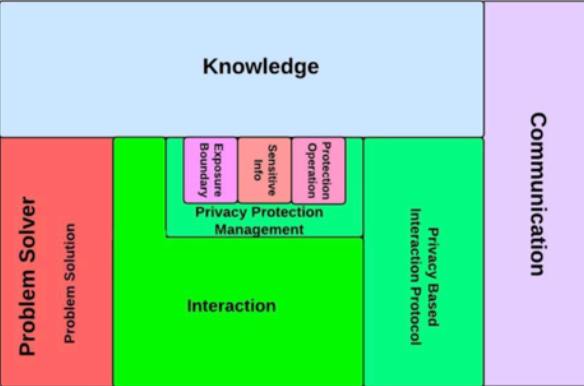 Knowledge
Communication
Problem Solver
Problem Solution
Exposure
Boundary
Sensitive
Info
Protection
Operation
Privacy Protection
Management
Interaction
Privacy Based
Interaction Protocol